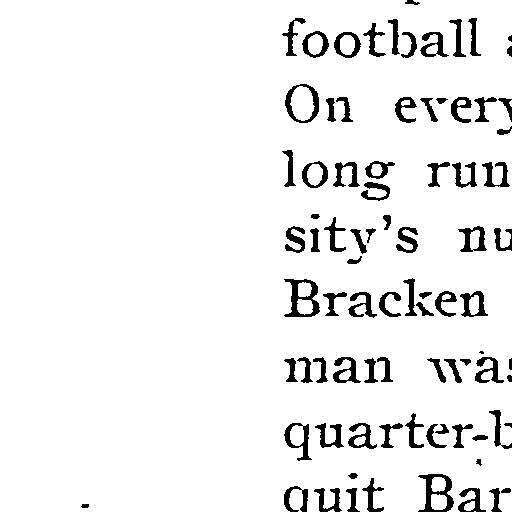 football
On every
long run
sity's nu
Bracken
man was
quarter-b
quit Bar